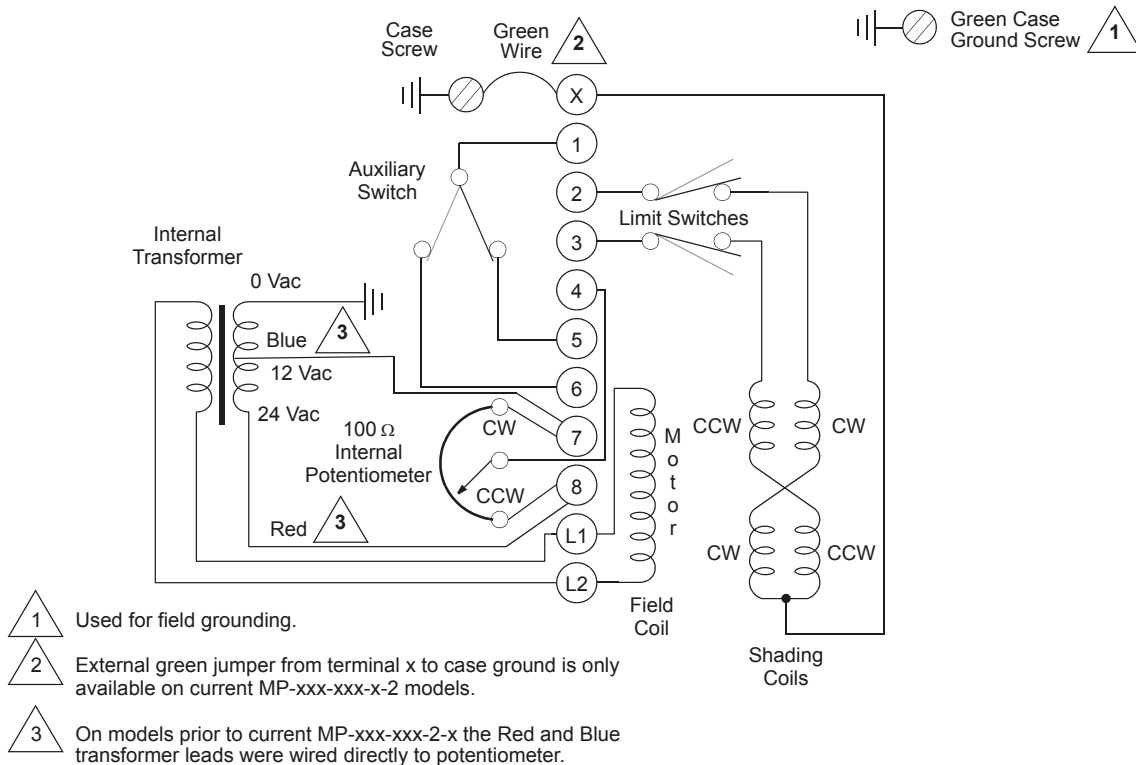 Case
Screw
Green
Wire
2
Green Case
Ground Screw
1
X
1
Auxiliary
Switch
2
Limit Switches
3
Internal
Transformer
0 Vac
4
Blue
3
5
12 Vac
6
24 Vac
100 Ω
Internal
Potentiometer
CW
7
CCW
8
Red
3
L1
L2
Motor
Field
Coil
CCW
CW
CW
CCW
Shading
Coils
1
Used for field grounding.
2
External green jumper from terminal x to case ground is only
available on current MP-xxx-xxx-x-2 models.
3
On models prior to current MP-xxx-xxx-2-x the Red and Blue
transformer leads were wired directly to potentiometer.